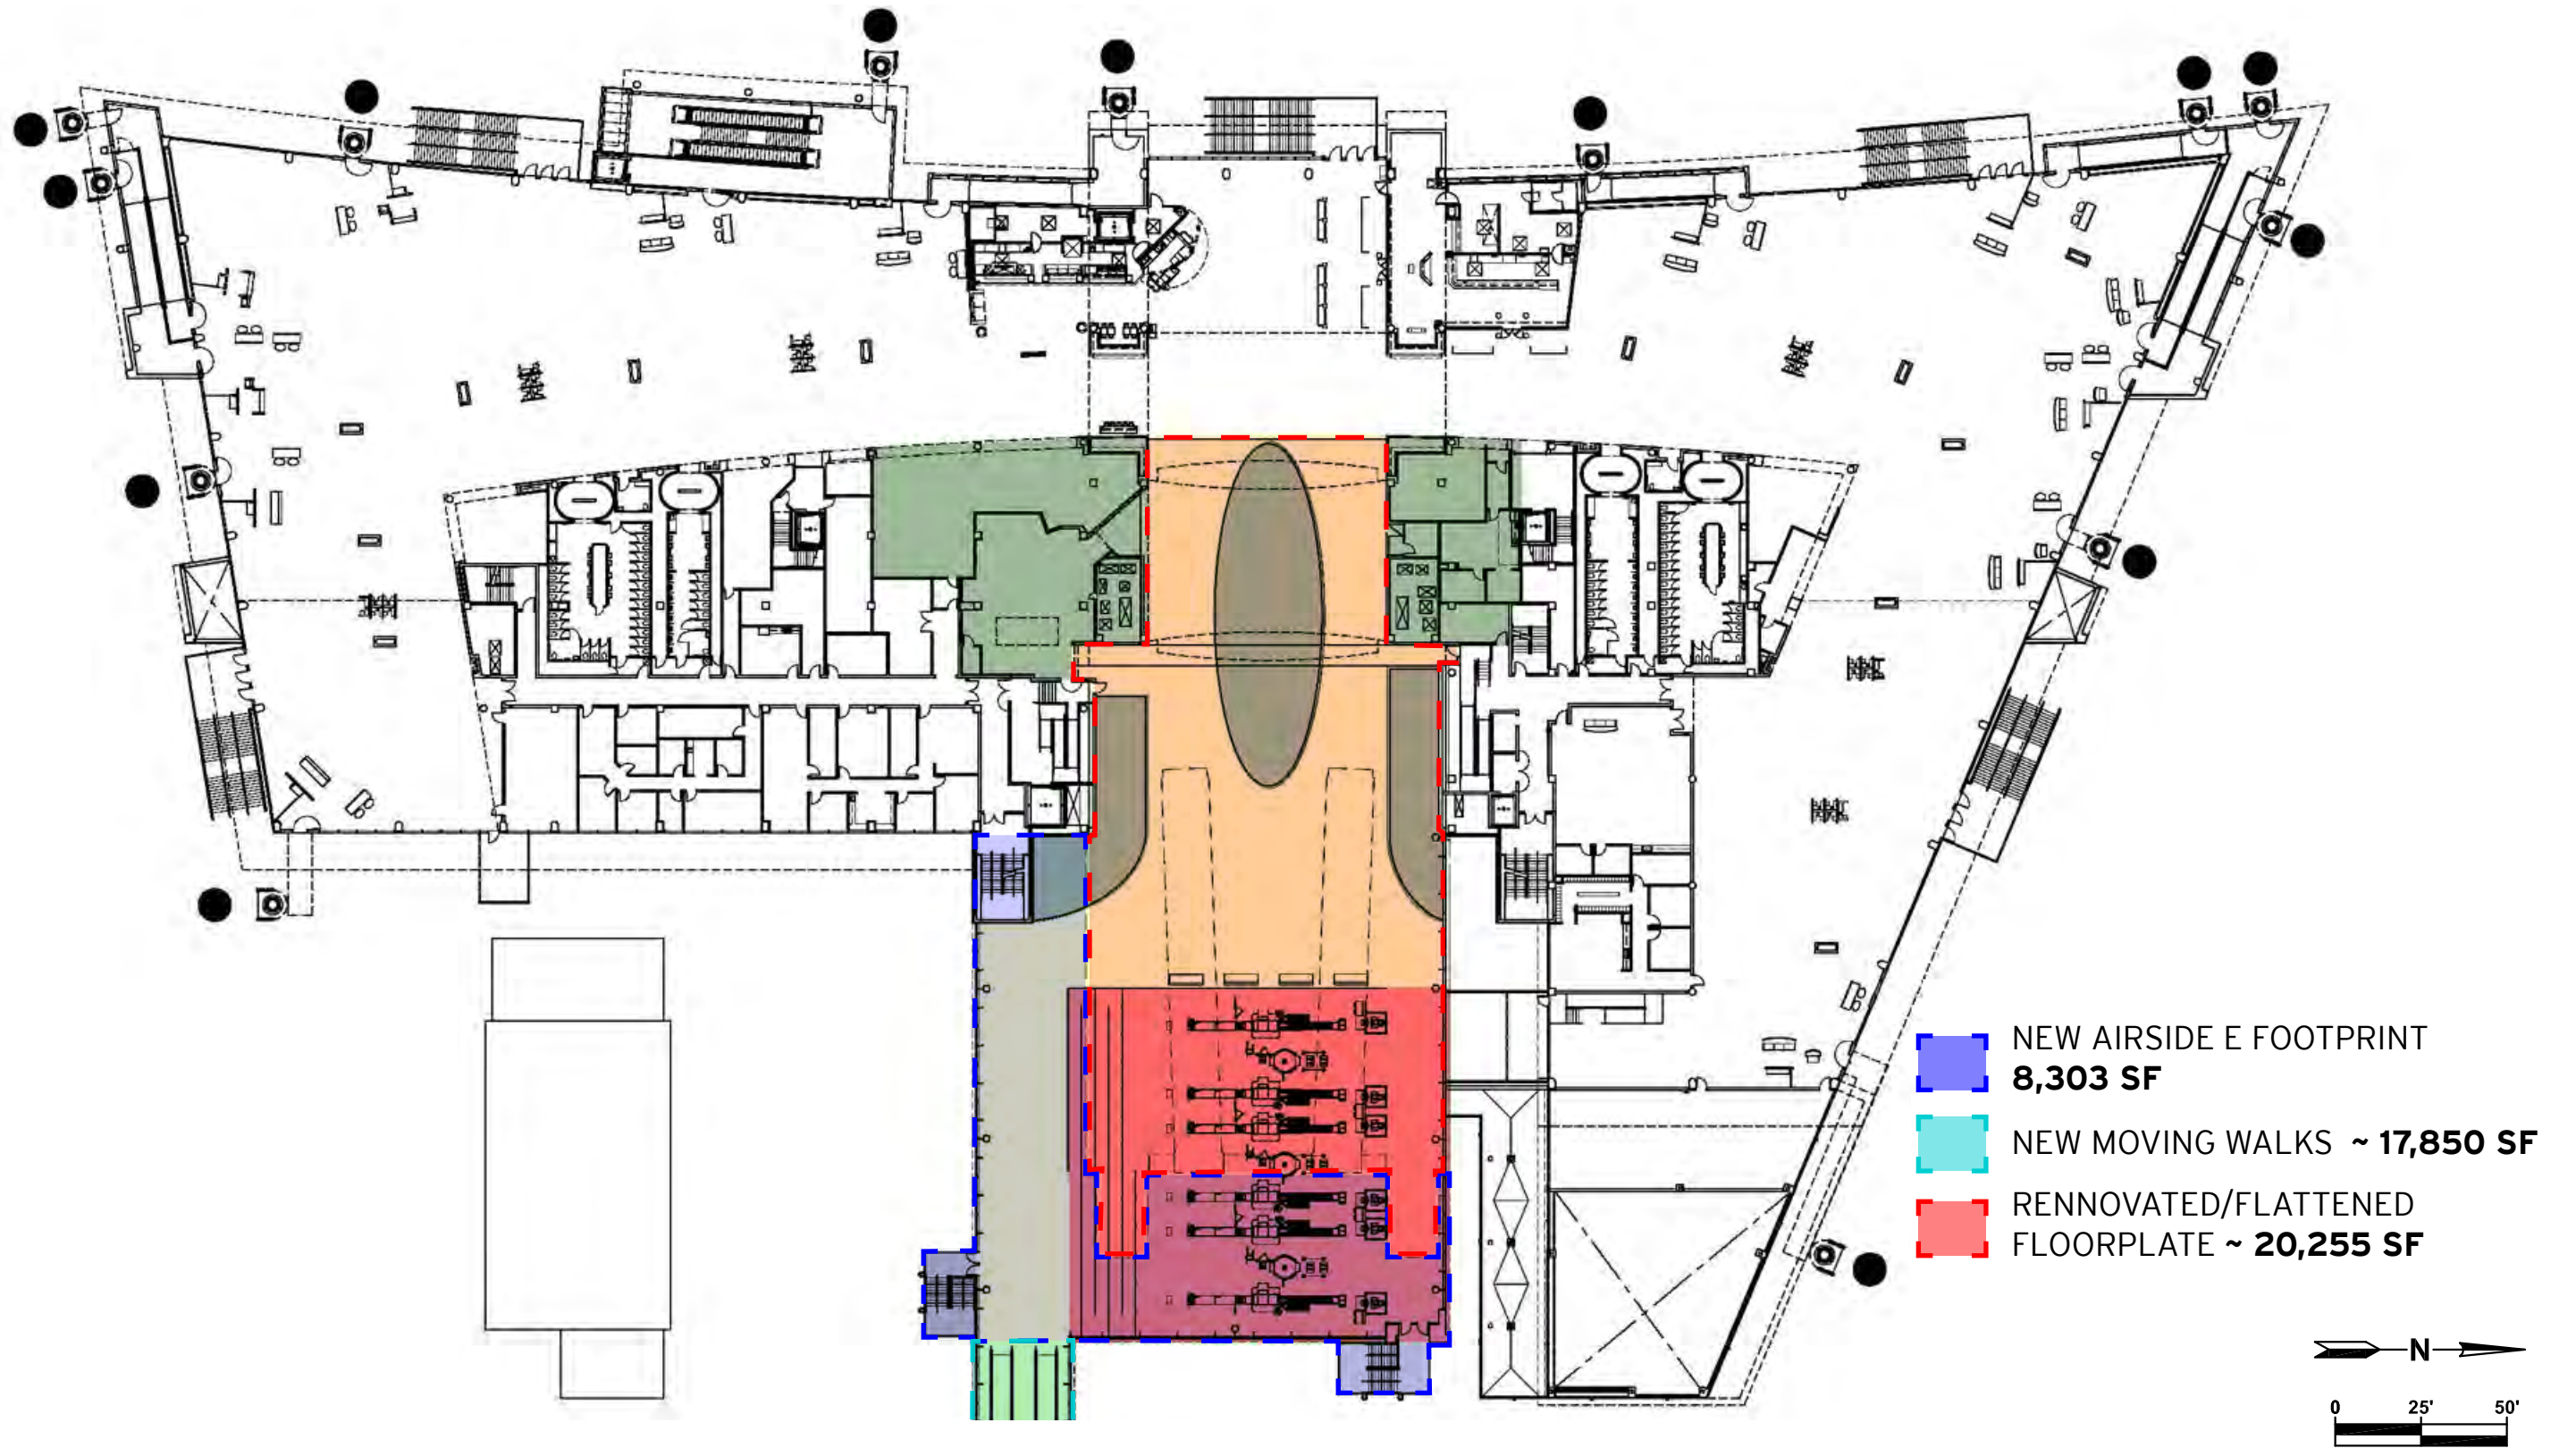 NEW AIRSIDE E FOOTPRINT
8,303 SF
NEW MOVING WALKS ~ 17,850 SF
RENNOVATED/FLATTENED
FLOORPLATE ~ 20,255 SF
N
0 25' 50'